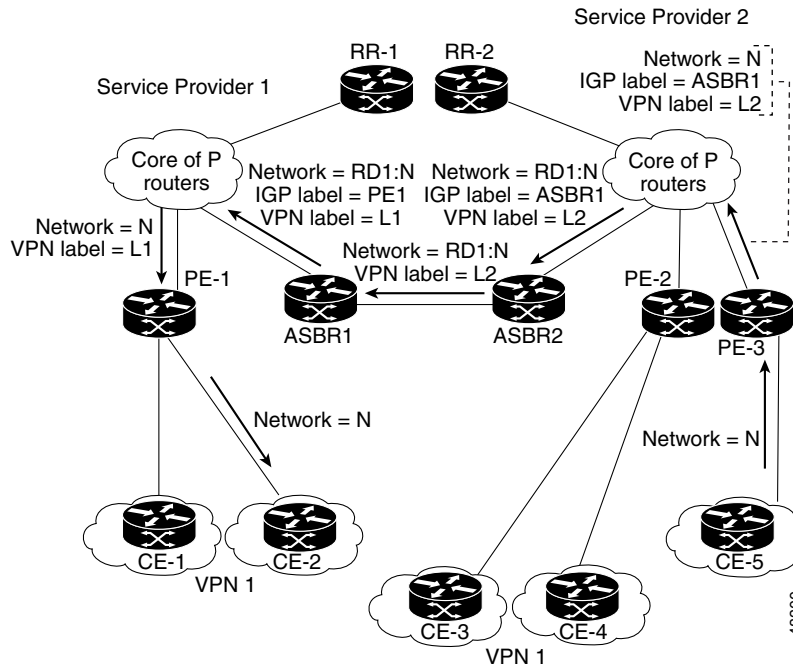 Service Provider 2
RR-1
RR-2
Service Provider 1
Network = N
IGP label = ASBR1
VPN label = L2
Core of P
routers
Network = RD1:N
IGP label = PE1
VPN label = L1
Network = RD1:N
IGP label = ASBR1
VPN label = L2
Core of P
routers
Network = N
VPN label = L1
Network = RD1:N
VPN label = L2
PE-1
ASBR1
ASBR2
PE-2
PE-3
Network = N
Network = N
CE-1
CE-2
VPN 1
CE-5
CE-3
CE-4
VPN 1